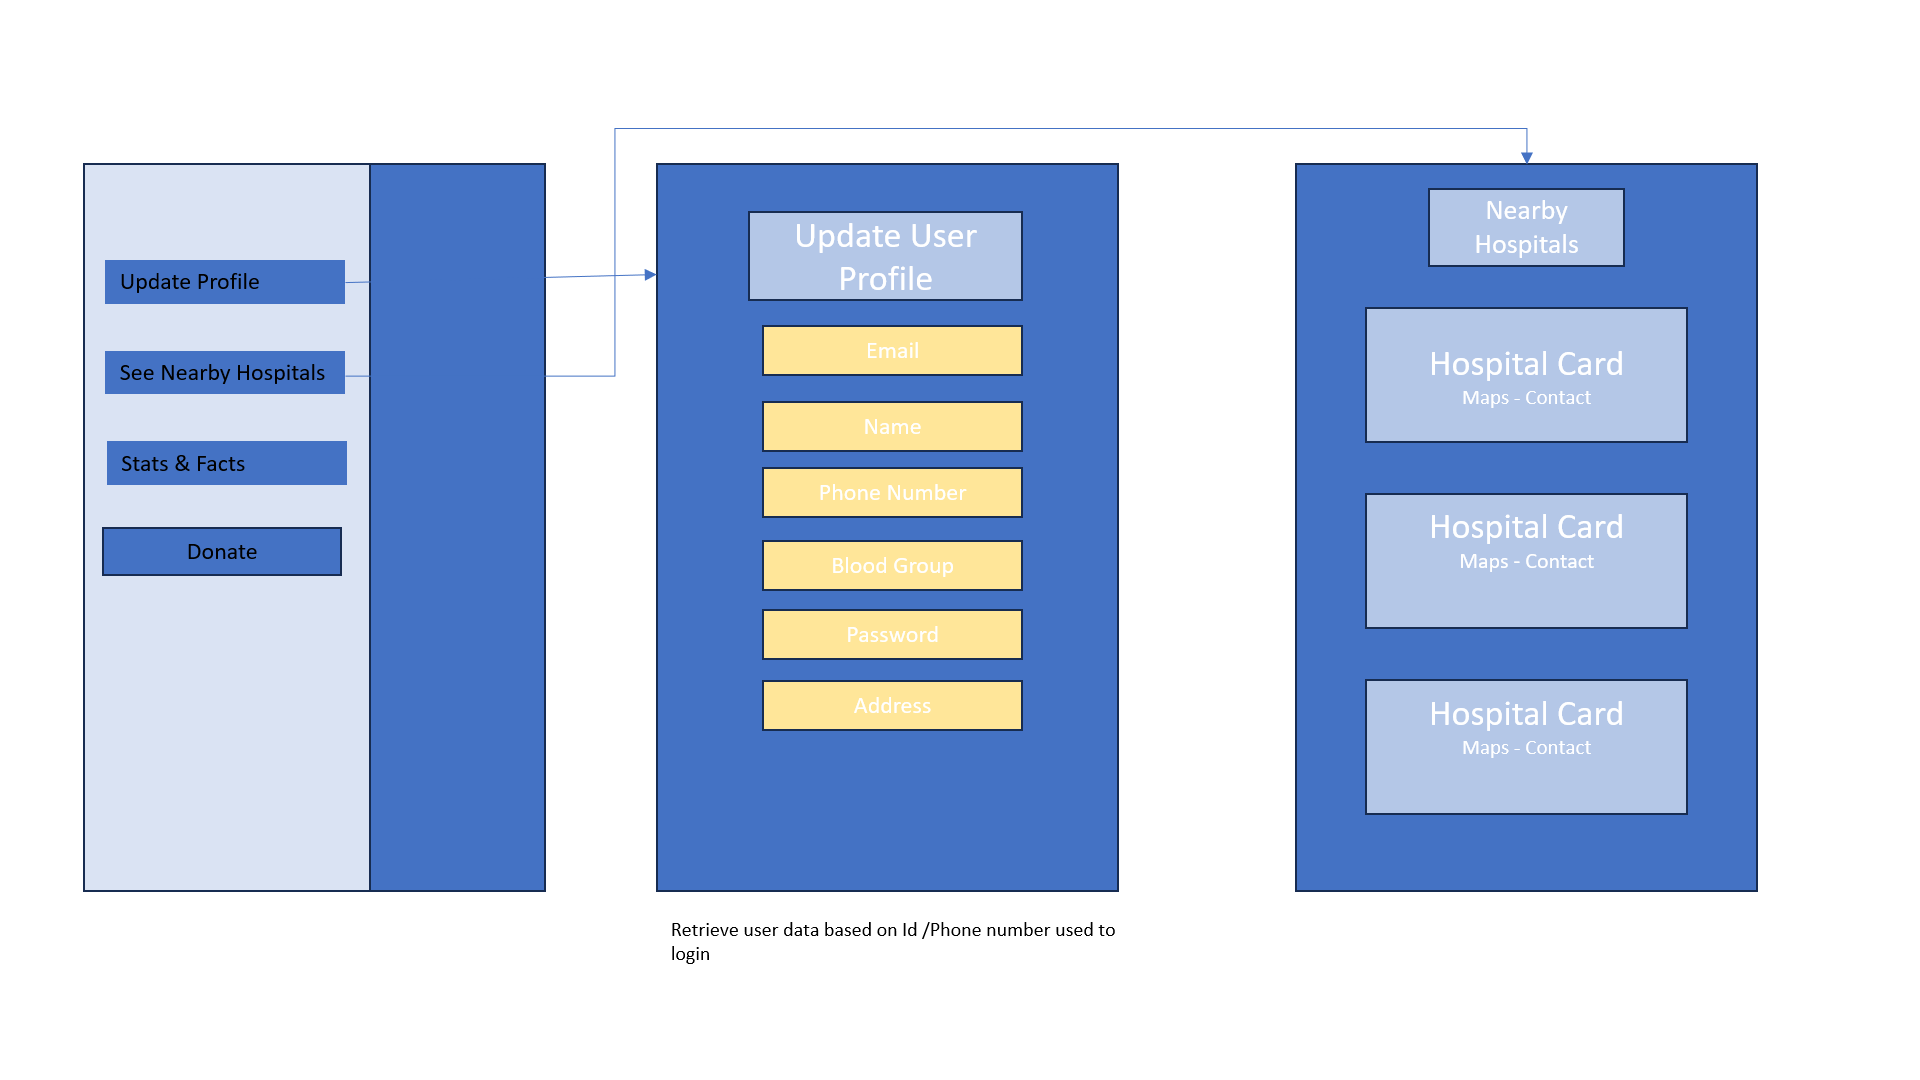 Update Profile
See Nearby Hospitals
Stats & Facts
Donate
Update User
Profile
Email
Name
Phone Number
Blood Group
Password
Address
Retrieve user data based on Id /Phone number used to
login
Nearby
Hospitals
Hospital Card
Maps - Contact
Hospital Card
Maps - Contact
Hospital Card
Maps - Contact